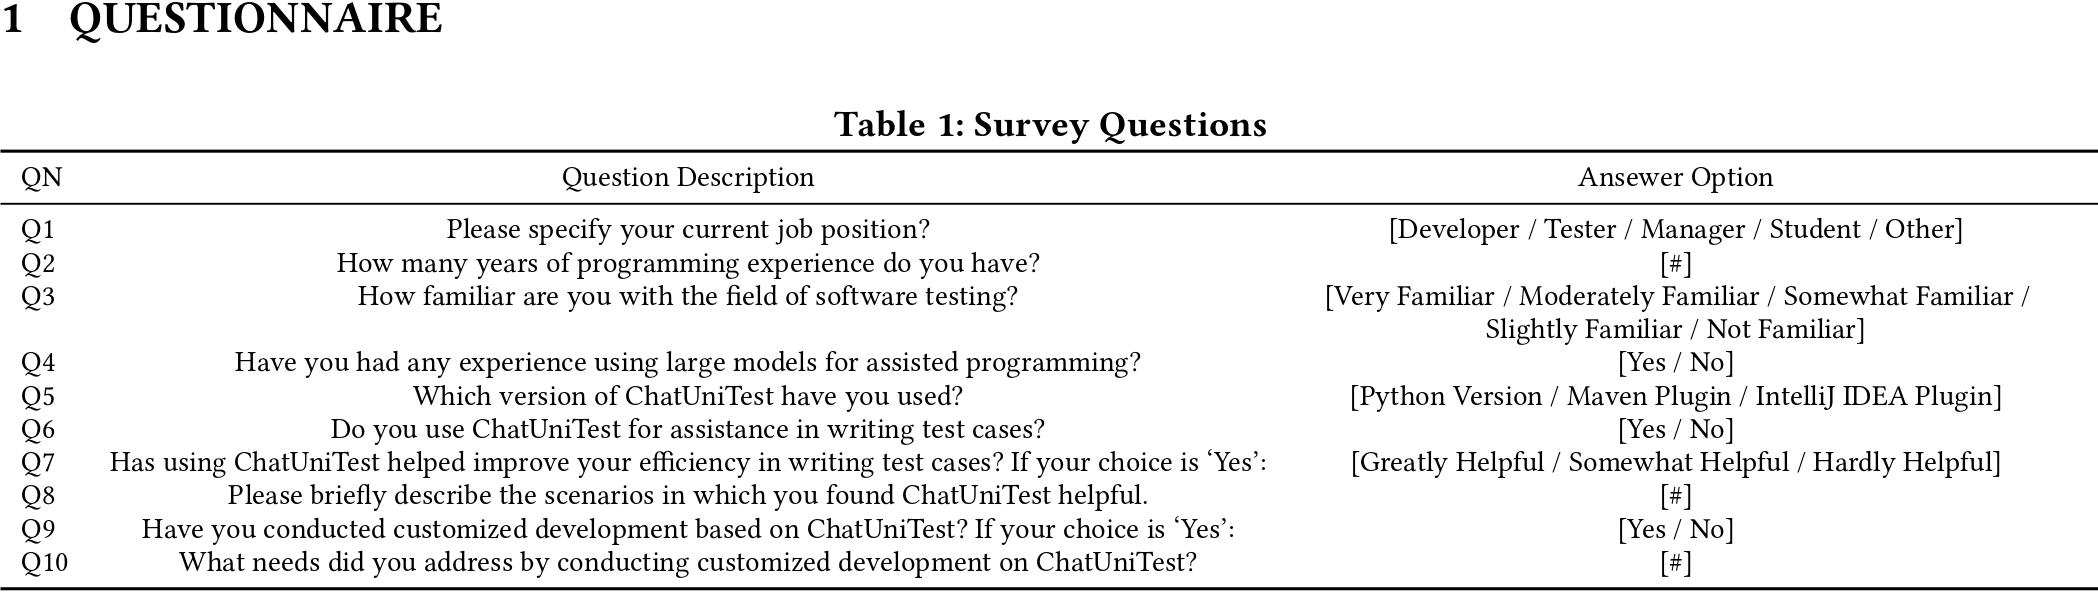 1 QUESTIONNAIRE
Table 1: Survey Questions
QN Question Description Ansewer Option
Q1 Please specify your current job position? [Developer / Tester / Manager / Student / Other]
Q2 How many years of programming experience do you have? [#]
Q3 How familiar are you with the field of software testing? [Very Familiar / Moderately Familiar / Somewhat Familiar /
Slightly Familiar / Not Familiar]
Q4 Have you had any experience using large models for assisted programming? [Yes / No]
Q5 Which version of ChatUniTest have you used? [Python Version / Maven Plugin / IntelliJ IDEA Plugin]
Q6 Do you use ChatUniTest for assistance in writing test cases? [Yes / No]
Q7 Has using ChatUniTest helped improve your efficiency in writing test cases? If your choice is ‘Yes’: [Greatly Helpful / Somewhat Helpful / Hardly Helpful]
Q8 Please briefly describe the scenarios in which you found ChatUniTest helpful. [#]
Q9 Have you conducted customized development based on ChatUniTest? If your choice is ‘Yes’: [Yes / No]
Q10 What needs did you address by conducting customized development on ChatUniTest? [#]